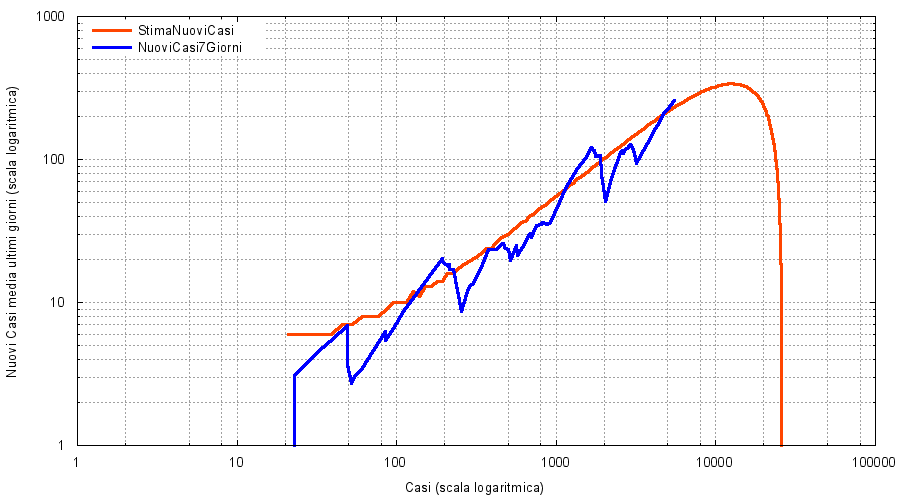 1000
StimaNuoviCasi
NuoviCasi7Giorni
100
10
1
Nuovi Casi media ultimi giorni (scala logaritmica)
1
10
100
1000
10000
100000
Casi (scala logaritmica)